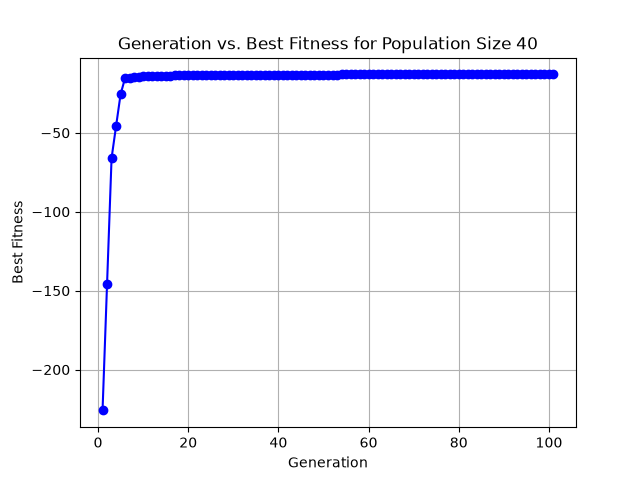 Generation vs. Best Fitness for Population Size 40
Best Fitness
−50
−100
−150
−200
0 20 40 60 80 100
Generation